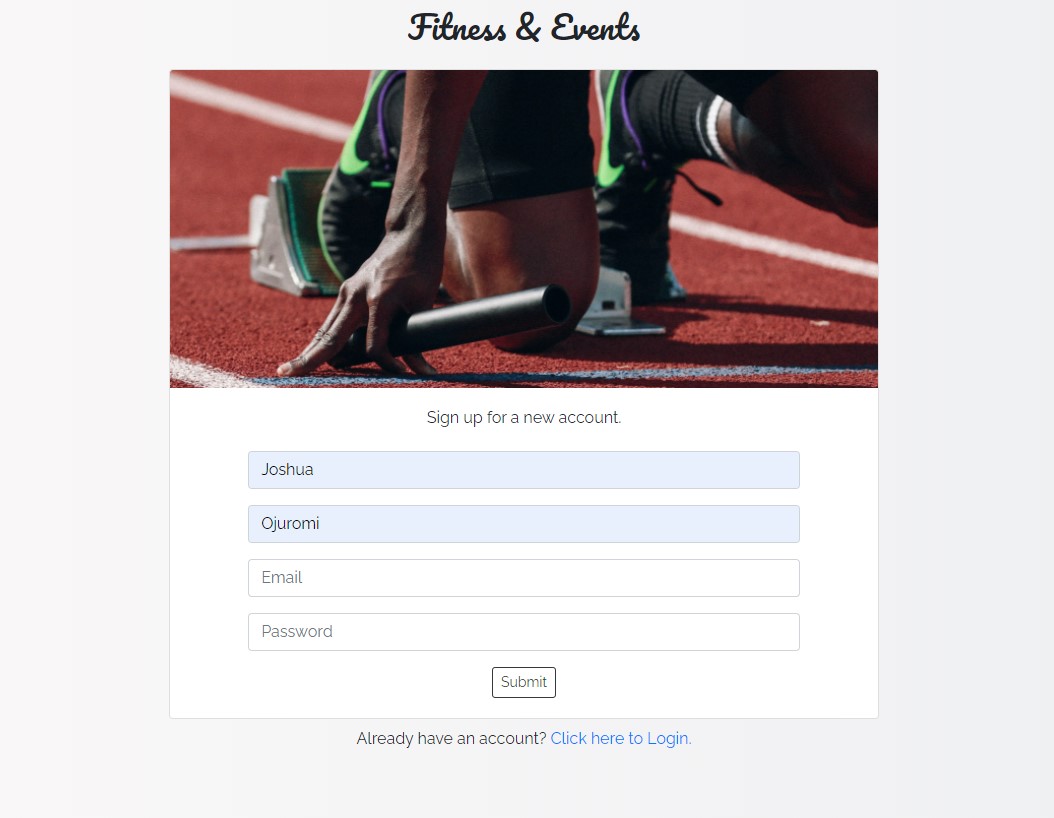 Fitness & Events
Sign up for a new account.
Joshua
Ojuromi
Email
Password
Submit
Already have an account? Click here to Login.